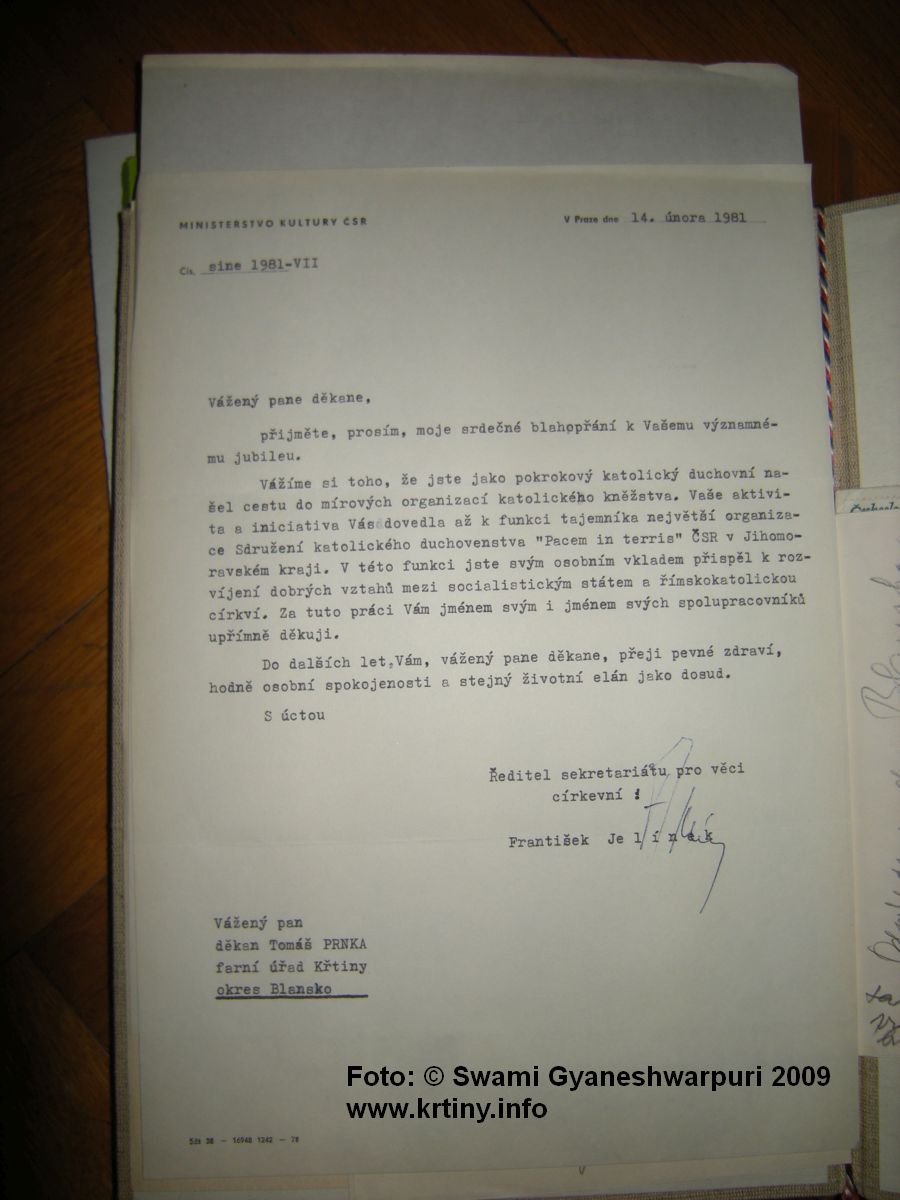 MINISTERSTVO KULTURY ČSR
V Praze dne 14. února 1981
Čís. sine 1981-VII
Vážený pane děkane,
přijměte, prosím, moje srdečné blahopřání k Vašemu významné-
mu jubileu.
Vážíme si toho, že jste jako pokrokový katolický duchovní na-
šel cestu do mírových organizací katolického kněžstva. Vaše aktivi-
ta a iniciativa Vás dovedla až k funkci tajemníka největší organiza-
ce Sdružení katolického duchovenstva "Pacem in terris" ČSR v Jihomo-
ravském kraji. V této funkci jste svým osobním vkladem přispěl k roz-
víjení dobrých vztahů mezi socialistickým státem a římskokatolickou
církví. Za tuto práci Vám jménem svým i jménem svých spolupracovníků
upřímně děkuji.
Do dalších let,Vám, vážený pane děkane, přeji pevné zdraví,
hodně osobní spokojenosti a stejný životní elán jako dosud.
S úctou
Ředitel sekretariátu pro věci
církevní :
František Jelínek
Vážený pan
děkan Tomáš PRNKA
farní úřad Křtiny
okres Blansko
Foto: © Swami Gyaneshwarpuri 2009
www.krtiny.info
SZt 38 — 16948 1242 — 78